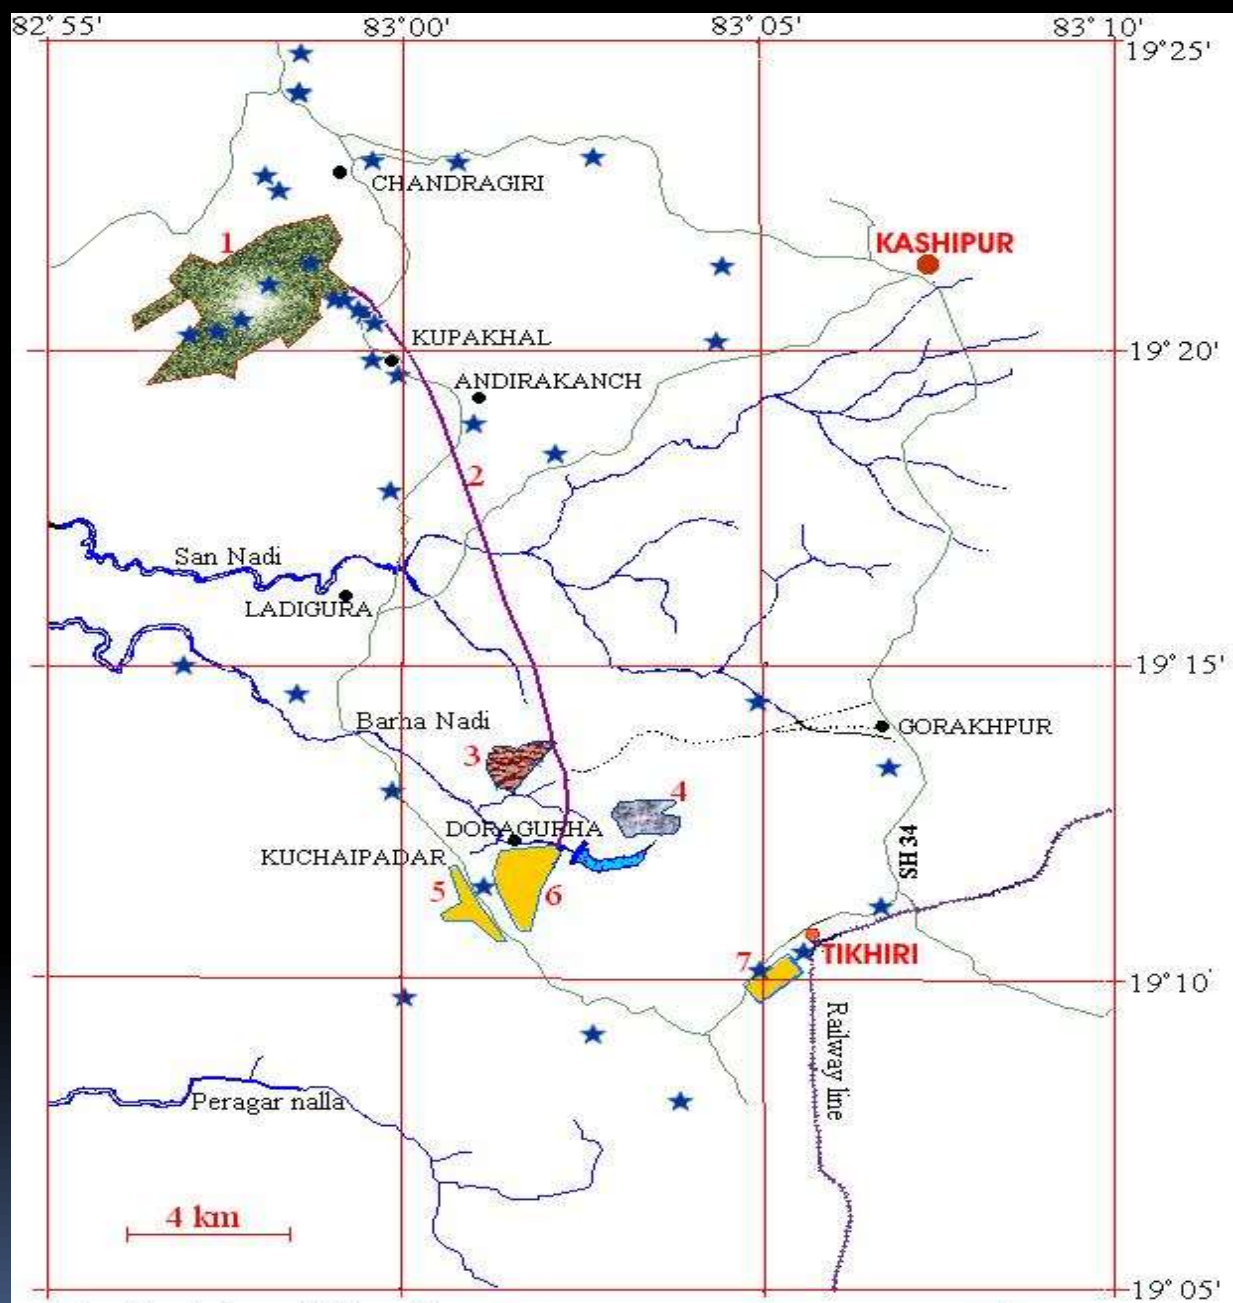 82°55'
83°00'
83°05'
83°10'
19°25'
CHANDRAGIRI
1
KASHIPUR
KUPAKHAL
19°20'
ANDIRAKANCH
2
San Nadi
LADIGURA
19°15'
Barha Nadi
GORAKHPUR
3
4
DORAGURHA
KUCHAIPADAR
SH 34
5
6
7
TIKHIRI
19°10'
Railway line
Peragar nalla
4 km
19°05'